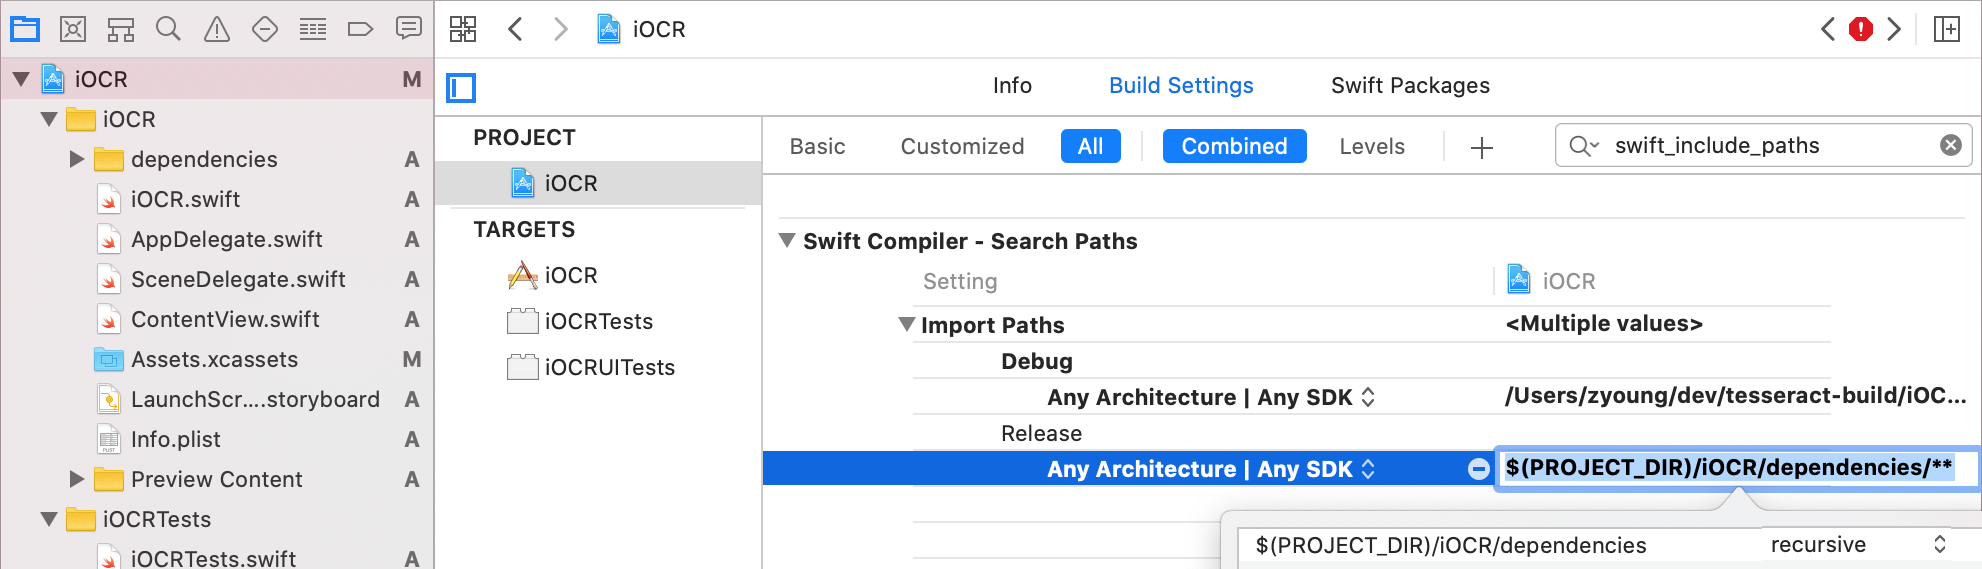 iOCR
iOCR M
Info Build Settings Swift Packages
iOCR
PROJECT
Basic Customized All Combined Levels swift_include_paths
dependencies A
iOCR
iOCR.swift A
TARGETS
AppDelegate.swift A
Swift Compiler - Search Paths
iOCR
SceneDelegate.swift A
Setting iOCR
ContentView.swift A
iOCRTests
Import Paths <Multiple values>
Assets.xcassets M
iOCRUITests
Debug
LaunchScr....storyboard A
Any Architecture | Any SDK /Users/zyoung/dev/tesseract-build/iOC...
Info.plist A
PLIST
Release
Preview Content A
Any Architecture | Any SDK $(PROJECT_DIR)/iOCR/dependencies/**
iOCRTests
$(PROJECT_DIR)/iOCR/dependencies recursive
iOCRTests.swift A